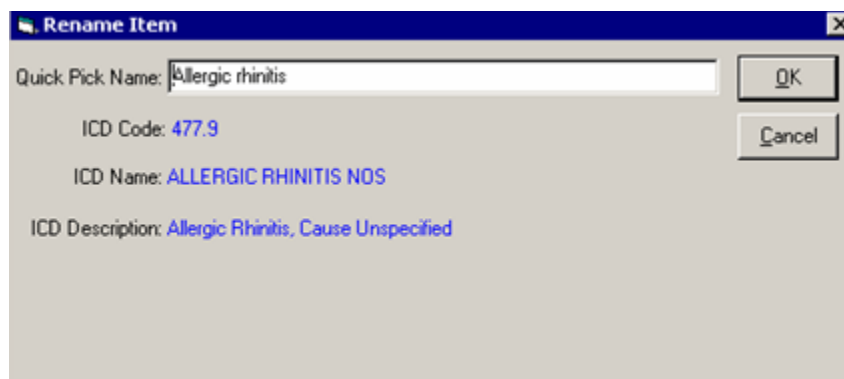 Rename Item
Quick Pick Name: Allergic rhinitis
OK
ICD Code: 477.9
Cancel
ICD Name: ALLERGIC RHINITIS NOS
ICD Description: Allergic Rhinitis, Cause Unspecified